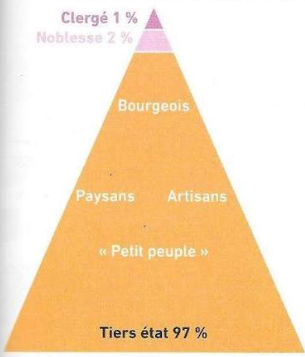 Clergé 1 %
Noblesse 2 %
Bourgeois
Paysans Artisans
« Petit peuple »
Tiers état 97 %